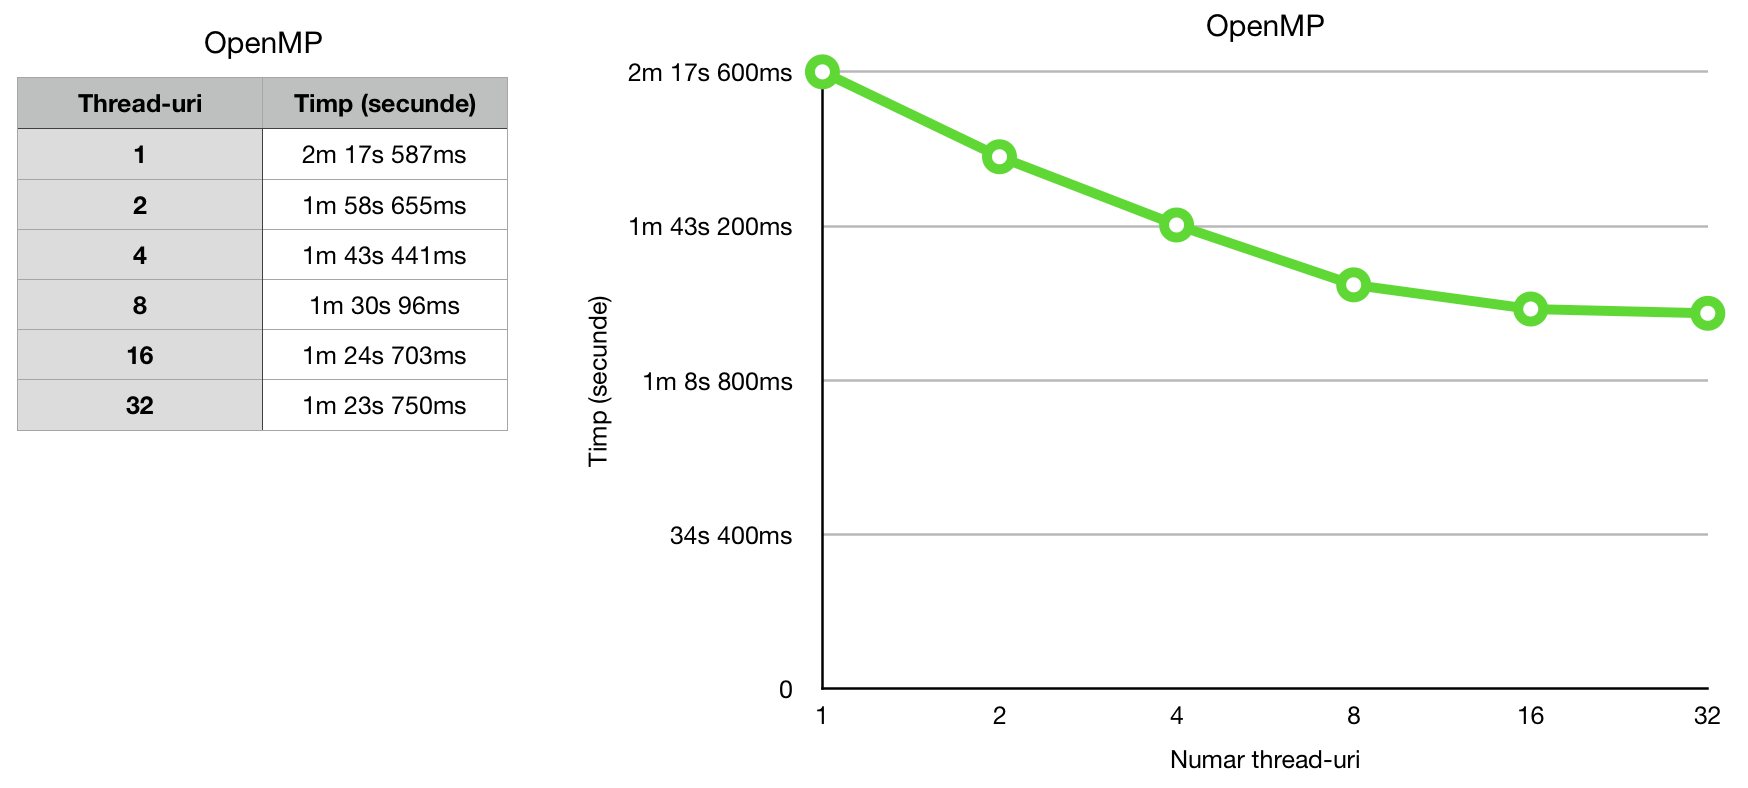 OpenMP
Thread-uri Timp (secunde)
1 2m 17s 587ms
2 1m 58s 655ms
4 1m 43s 441ms
8 1m 30s 96ms
16 1m 24s 703ms
32 1m 23s 750ms
OpenMP
2m 17s 600ms
1m 43s 200ms
1m 8s 800ms
34s 400ms
0
Timp (secunde)
1 2 4 8 16 32
Numar thread-uri